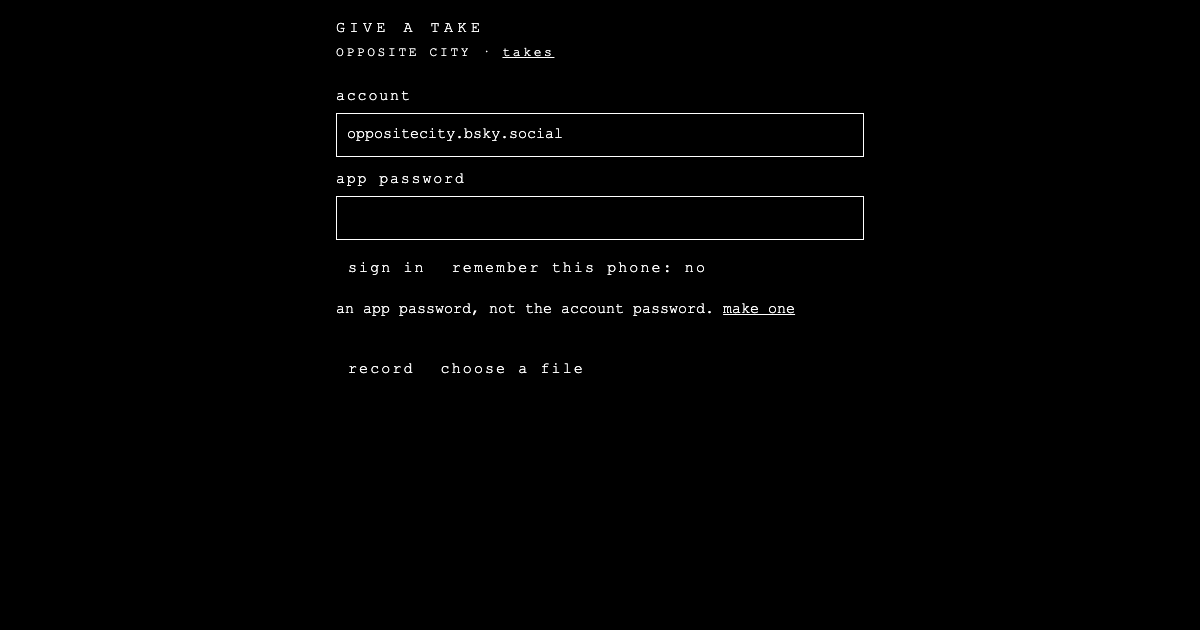 GIVE A TAKE
OPPOSITE CITY · takes
account
oppositecity.bsky.social
app password
sign in remember this phone: no
an app password, not the account password. make one
record choose a file